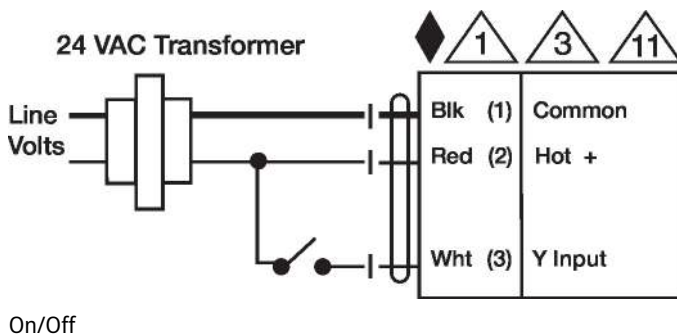 24 VAC Transformer
1 3 11
Line
Volts
Blk (1) Common
Red (2) Hot +
Wht (3) Y Input
On/Off